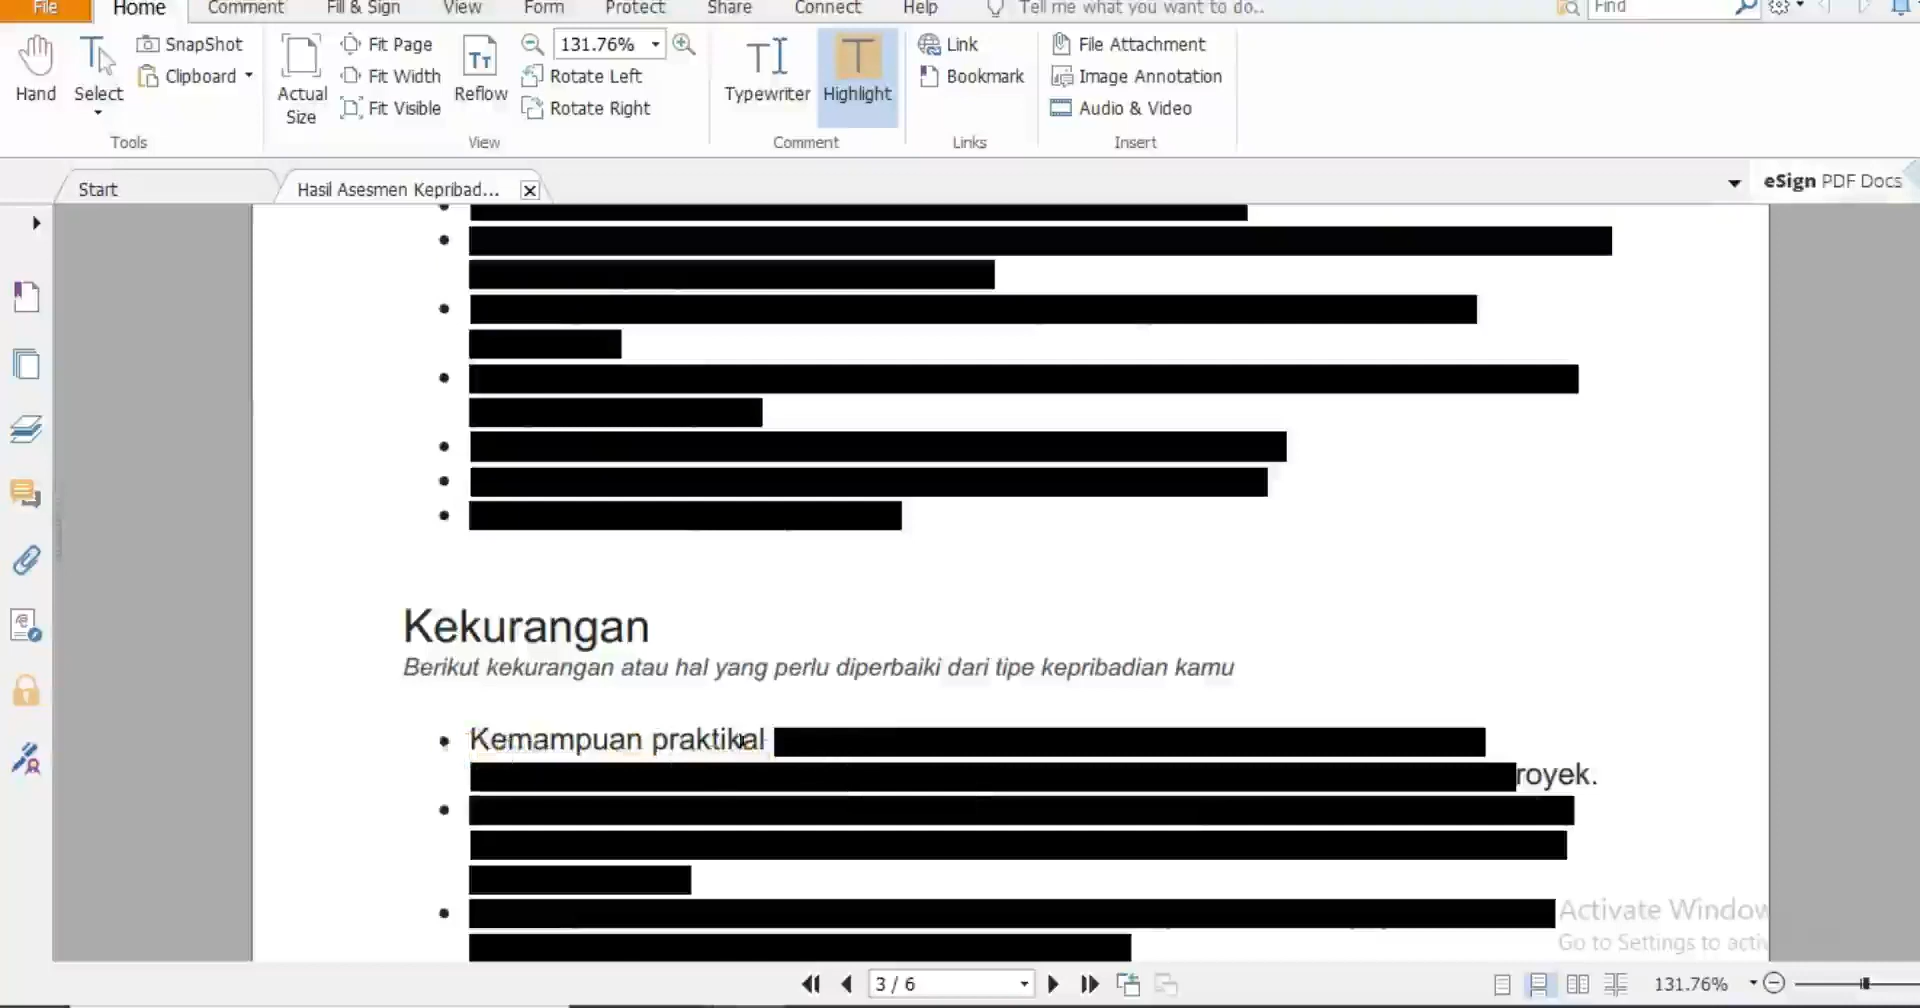 File Home Comment Fill & Sign View Form Protect Share Connect Help Tell me what you want to do.. Find
SnapShot Fit Page 131.76% Link File Attachment
Clipboard Fit Width Rotate Left Bookmark Image Annotation
Hand Select Actual Size Fit Visible Reflow Rotate Right Typewriter Highlight Audio & Video
Tools View Comment Links Insert
Start Hasil Asesmen Kepribad... eSign PDF Docs
Kekurangan
Berikut kekurangan atau hal yang perlu diperbaiki dari tipe kepribadian kamu
• Kemampuan praktikal
royek.
Activate Window
Go to Settings to activ
3 / 6 131.76%